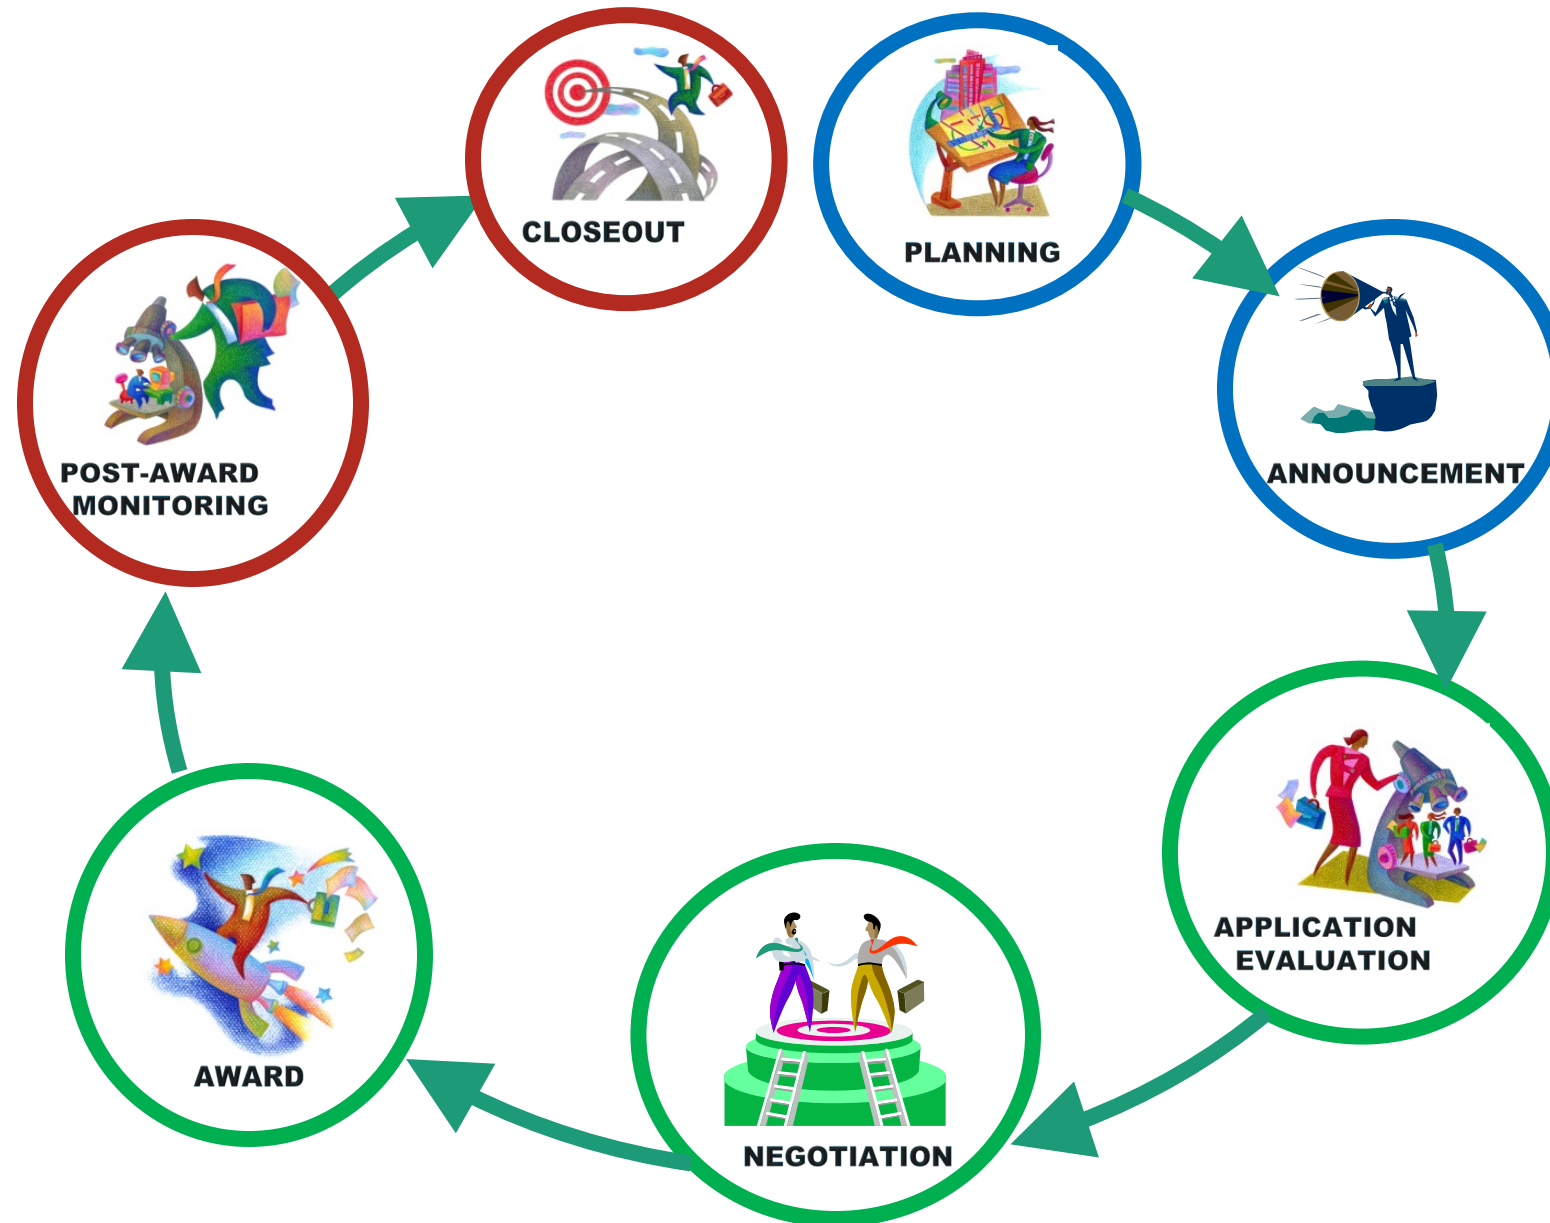 PLANNING
ANNOUNCEMENT
APPLICATION
EVALUATION
NEGOTIATION
AWARD
POST-AWARD
MONITORING
CLOSEOUT